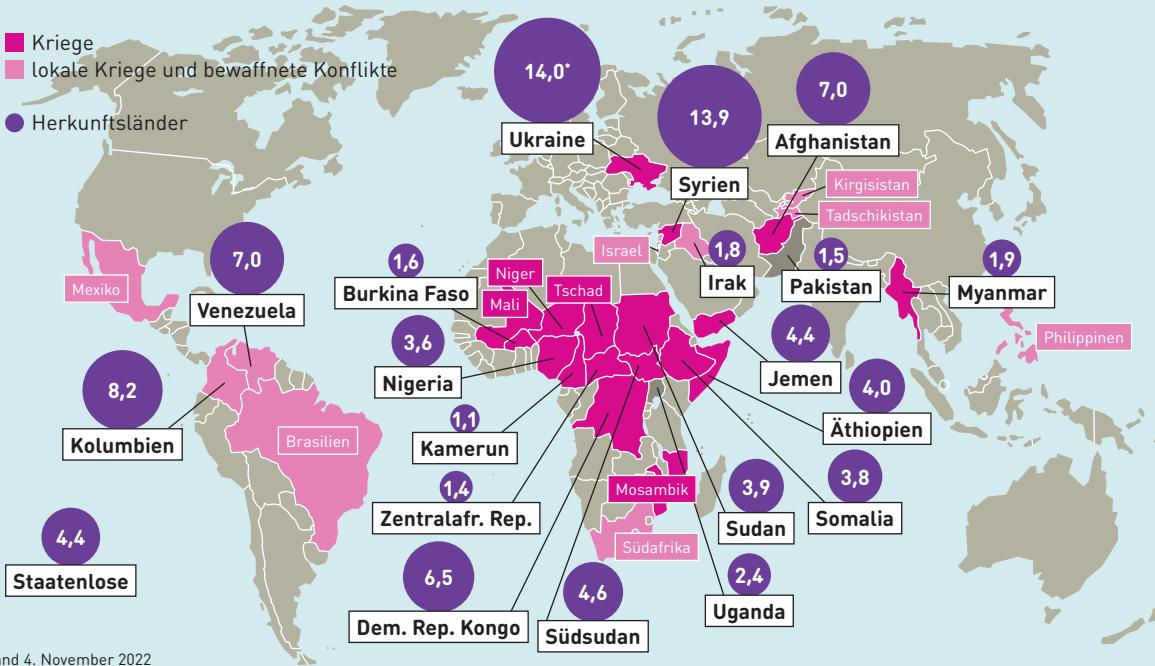 Kriege
lokale Kriege und bewaffnete Konflikte
Herkunftsländer
14,0*
Ukraine
13,9
Syrien
7,0
Afghanistan
Kirgisistan
Tadschikistan
Israel
1,8
Irak
1,5
Pakistan
1,9
Myanmar
Philippinen
Mexiko
7,0
Venezuela
8,2
Kolumbien
Brasilien
4,4
Staatenlose
1,6
Burkina Faso
Niger
Mali
Tschad
3,6
Nigeria
1,1
Kamerun
1,4
Zentralafr. Rep.
6,5
Dem. Rep. Kongo
4,6
Südsudan
Mosambik
Südafrika
4,4
Jemen
4,0
Äthiopien
3,8
Somalia
3,9
Sudan
2,4
Uganda
4. November 2022